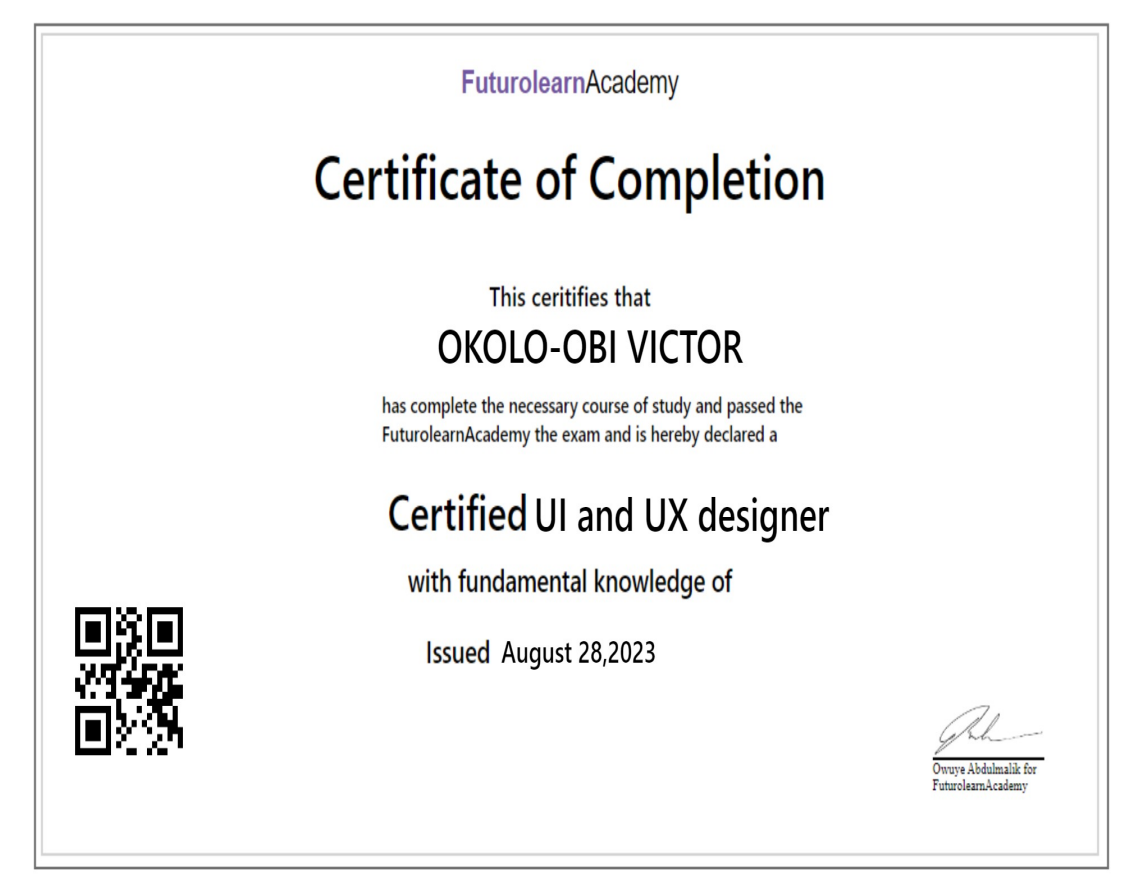 FuturolearnAcademy
Certificate of Completion
This ceritifies that
OKOLO-OBI VICTOR
has complete the necessary course of study and passed the
FuturolearnAcademy the exam and is hereby declared a
Certified UI and UX designer
with fundamental knowledge of
Issued August 28,2023
Owuye Abdulmalik for
FuturolearnAcademy